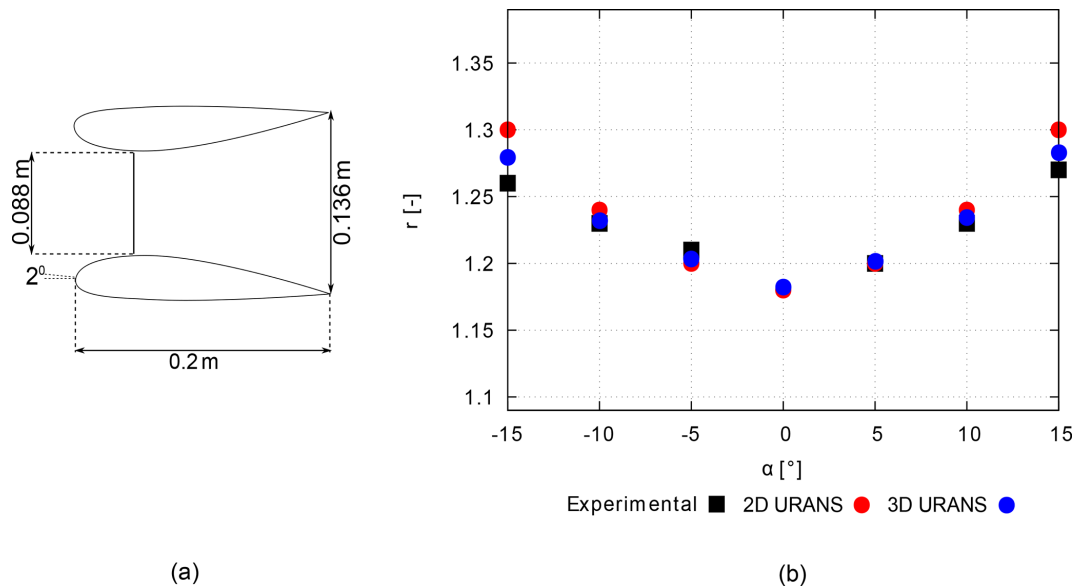 0.088 m
0.136 m
2⁰
0.2 m
(a)
r [-]
1.35
1.3
1.25
1.2
1.15
1.1
-15 -10 -5 0 5 10 15
α [°]
Experimental 2D URANS 3D URANS
(b)